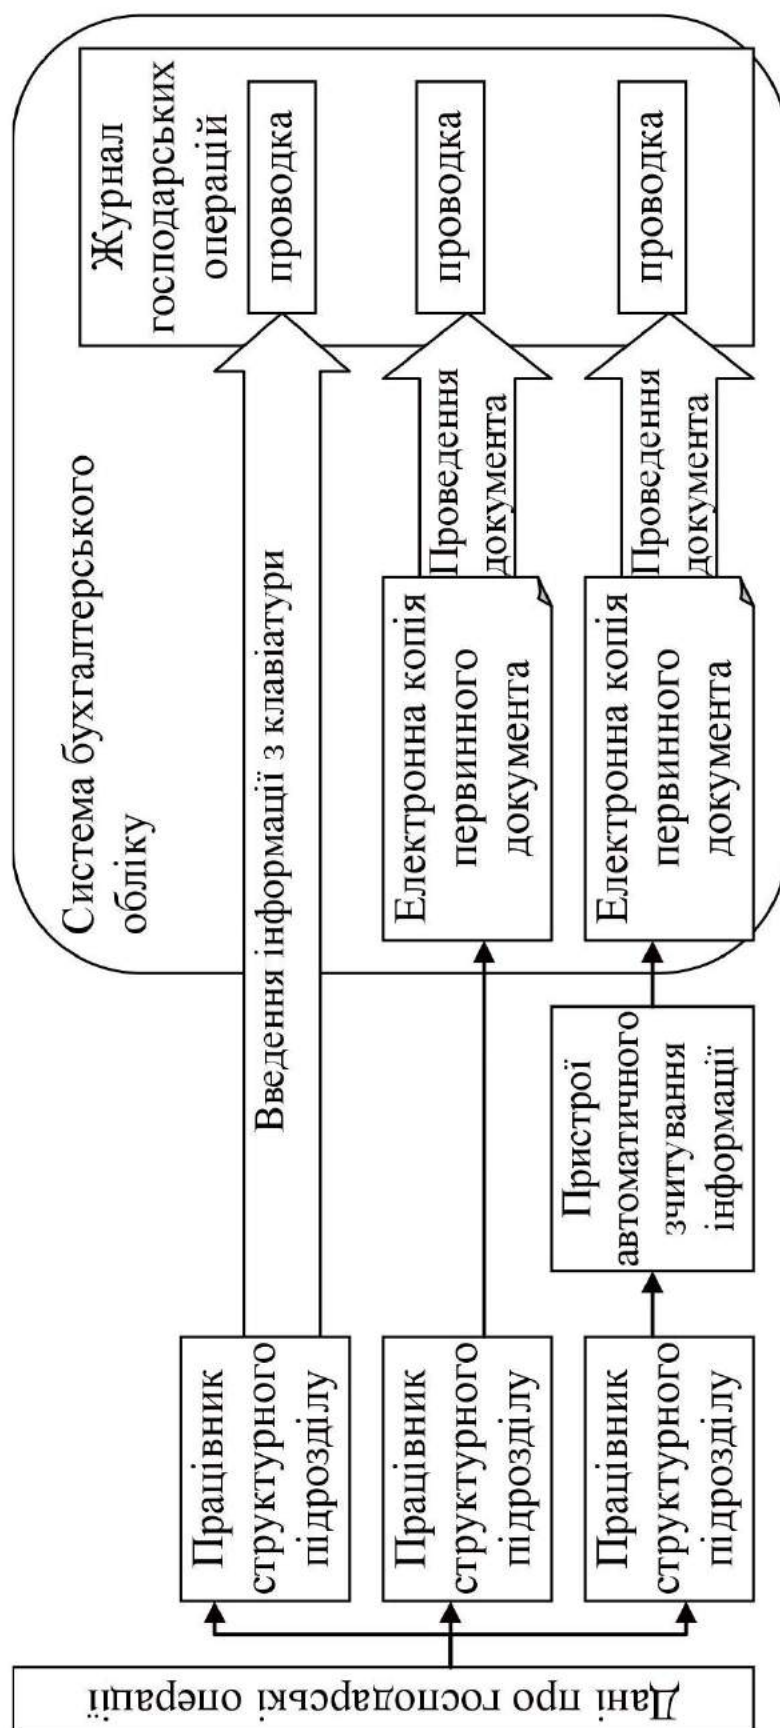 Дані про господарські операції
Працівник
структурного
підрозділу
Працівник
структурного
підрозділу
Працівник
структурного
підрозділу
Пристрої
автоматичного
зчитування
інформації
Система бухгалтерського
обліку
Введення інформації з клавіатури
Електронна копія
первинного
документа
Електронна копія
первинного
документа
Проведення
документа
Проведення
документа
Журнал
господарських
операцій
проводка
проводка
проводка